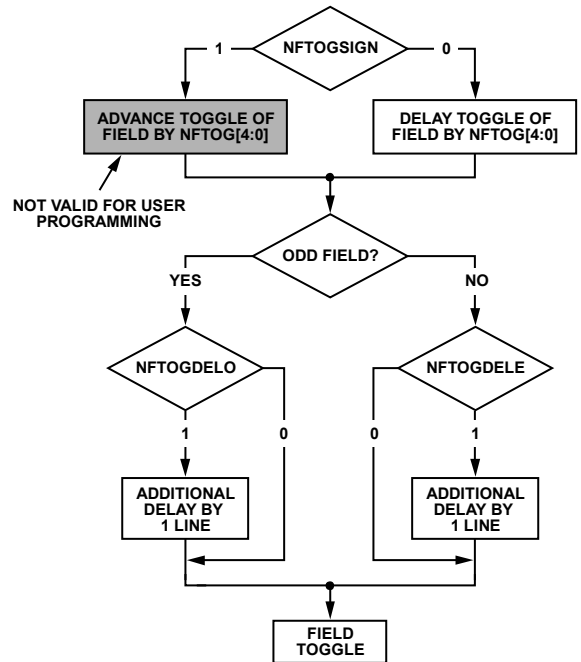 NFTOGSIGN
1
0
ADVANCE TOGGLE OF
FIELD BY NFTOG[4:0]
DELAY TOGGLE OF
FIELD BY NFTOG[4:0]
NOT VALID FOR USER
PROGRAMMING
ODD FIELD?
YES
NO
NFTOGDELO
NFTOGDELE
1
0
0
1
ADDITIONAL
DELAY BY
1 LINE
ADDITIONAL
DELAY BY
1 LINE
FIELD
TOGGLE